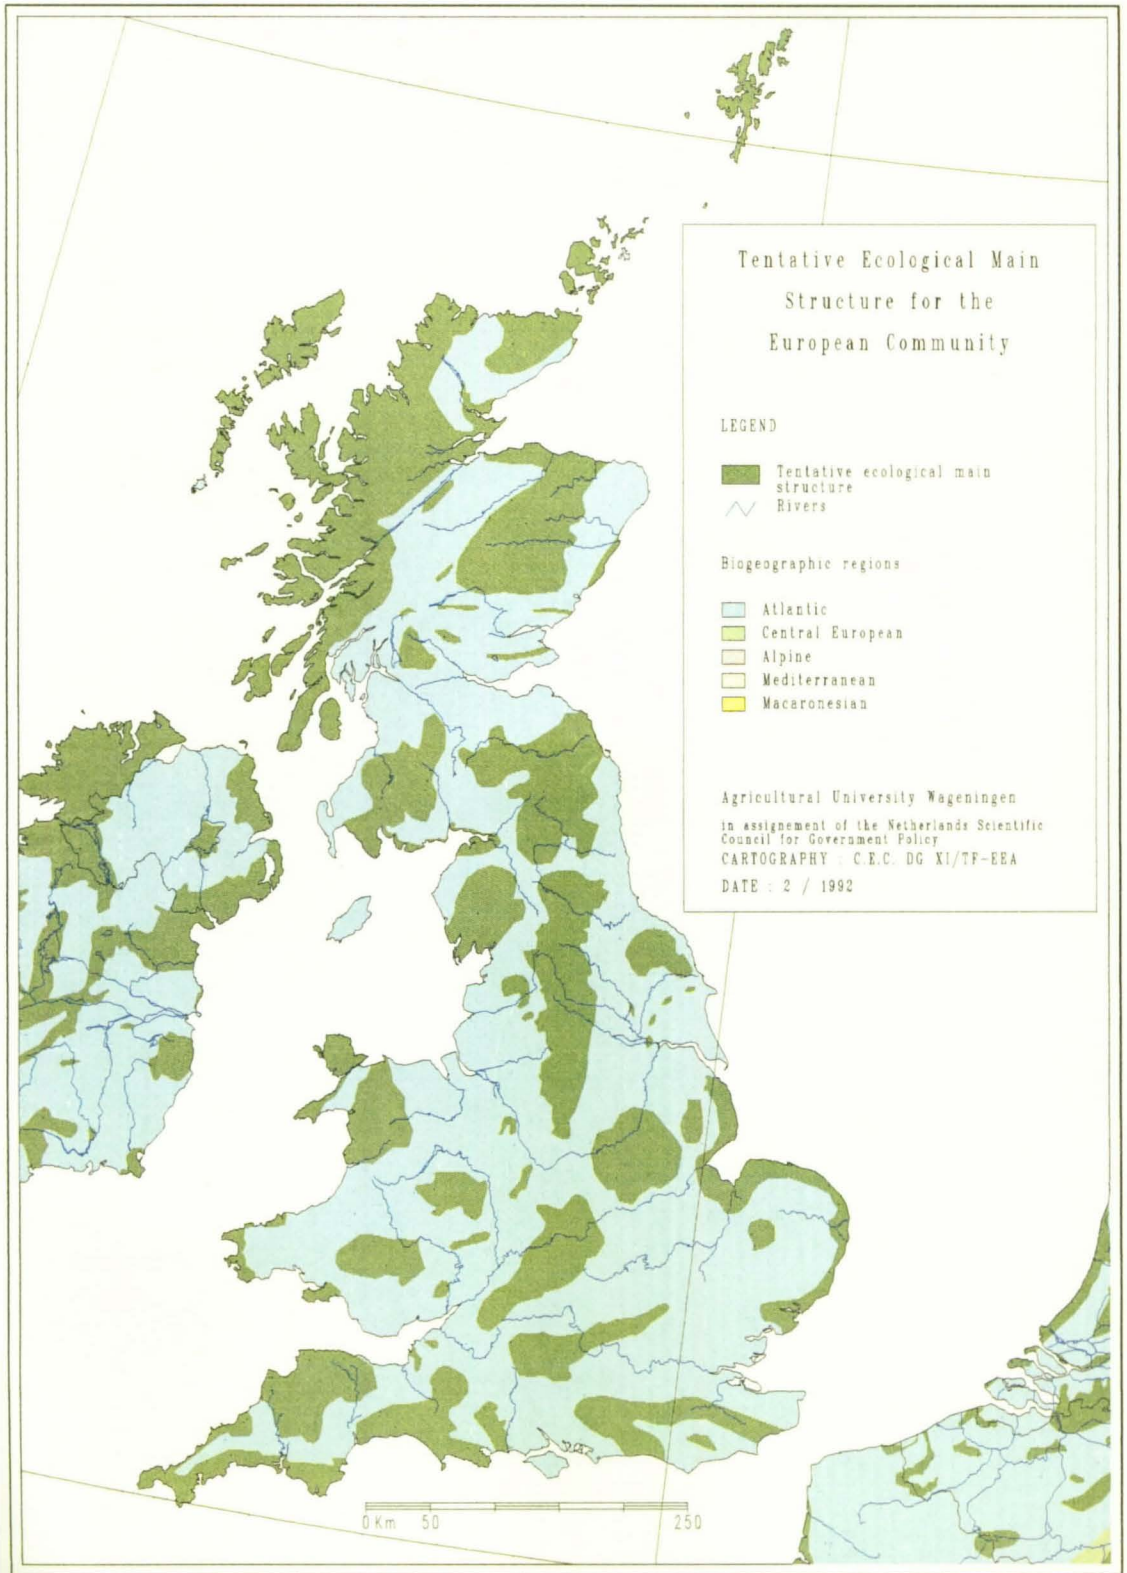 Tentative Ecological Main
Structure for the
European Community
LEGEND
Tentative ecological main
structure
Rivers
Biogeographic regions
Atlantic
Central European
Alpine
Mediterranean
Macaronesian
Agricultural University Wageningen
in assignement of the Netherlands Scientific
Council for Government Policy
CARTOGRAPHY : C.E.C. DG XI/TF-EEA
DATE : 2 / 1992
0 Km 50 250